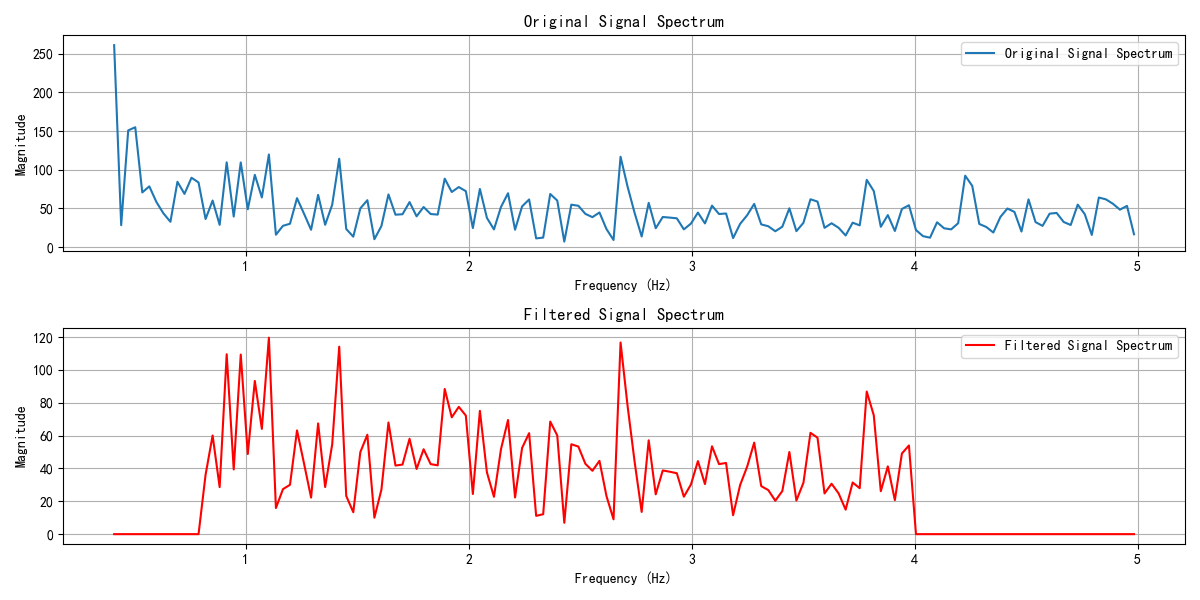 Original Signal Spectrum
Original Signal Spectrum
250
200
150
100
50
0
Magnitude
1 2 3 4 5
Frequency (Hz)
Filtered Signal Spectrum
Filtered Signal Spectrum
120
100
80
60
40
20
0
Magnitude
1 2 3 4 5
Frequency (Hz)